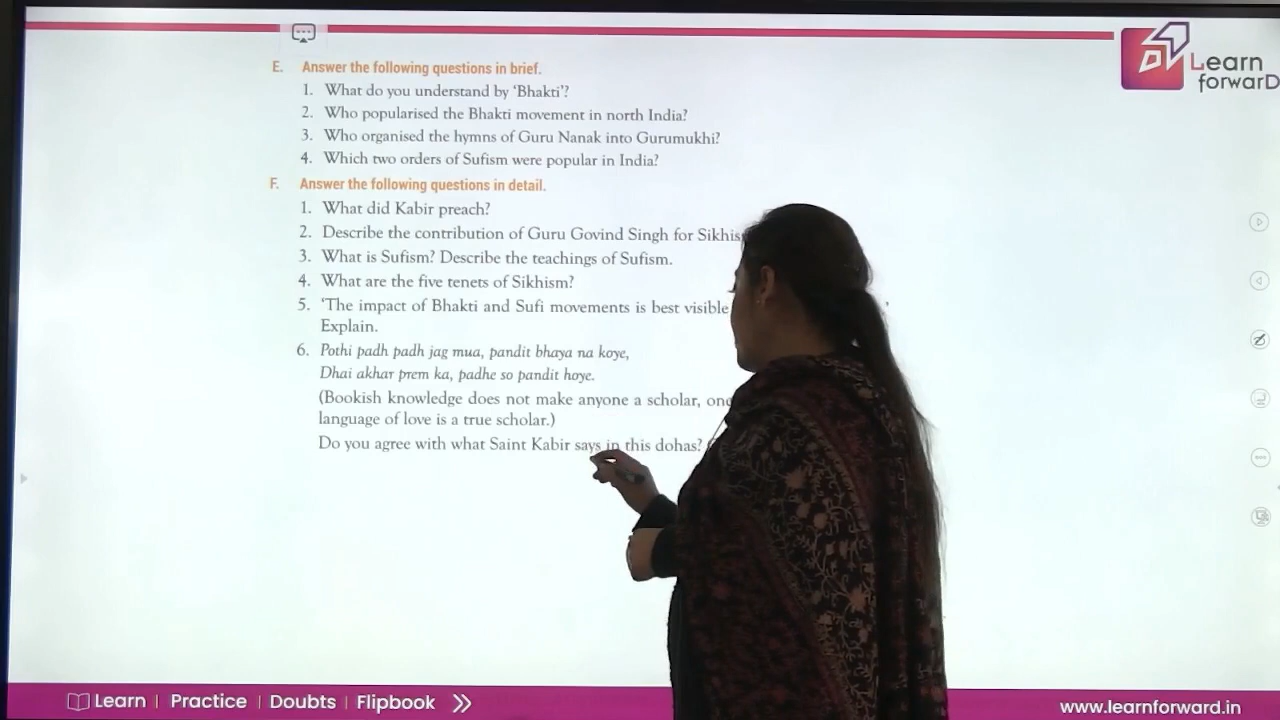 Learn
forwarD
E. Answer the following questions in brief.
1. What do you understand by ‘Bhakti’?
2. Who popularised the Bhakti movement in north India?
3. Who organised the hymns of Guru Nanak into Gurumukhi?
4. Which two orders of Sufism were popular in India?
F. Answer the following questions in detail.
1. What did Kabir preach?
2. Describe the contribution of Guru Govind Singh for
3. What is Sufism? Describe the teachings of Sufism.
4. What are the five tenets of Sikhism?
5. ‘The impact of Bhakti and Sufi movements is best visible
Explain.
6. Pothi padh padh jag mua, pandit bhaya na koye,
Dhai akhar prem ka, padhe so pandit hoye.
(Bookish knowledge does not make anyone a scholar,
language of love is a true scholar.)
Do you agree with what Saint Kabir says in this dohas?
Learn | Practice | Doubts | Flipbook
www.learnforward.in